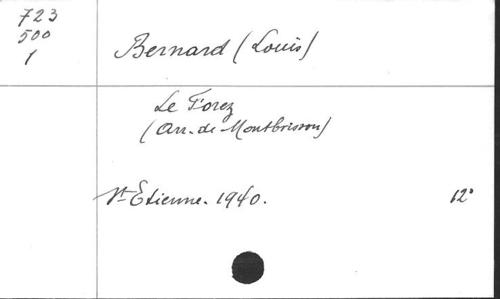 723
500
1
Bernard (Louis)
Le Forez
(Arr. de Montbrison)
St-Etienne. 1940. 12°